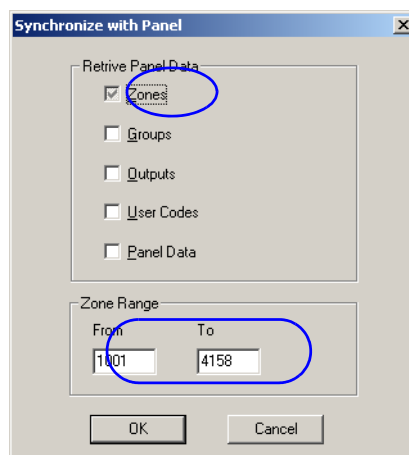 Synchronize with Panel
Retrive Panel Data
Zones
Groups
Outputs
User Codes
Panel Data
Zone Range
From To
1001 4158
OK Cancel